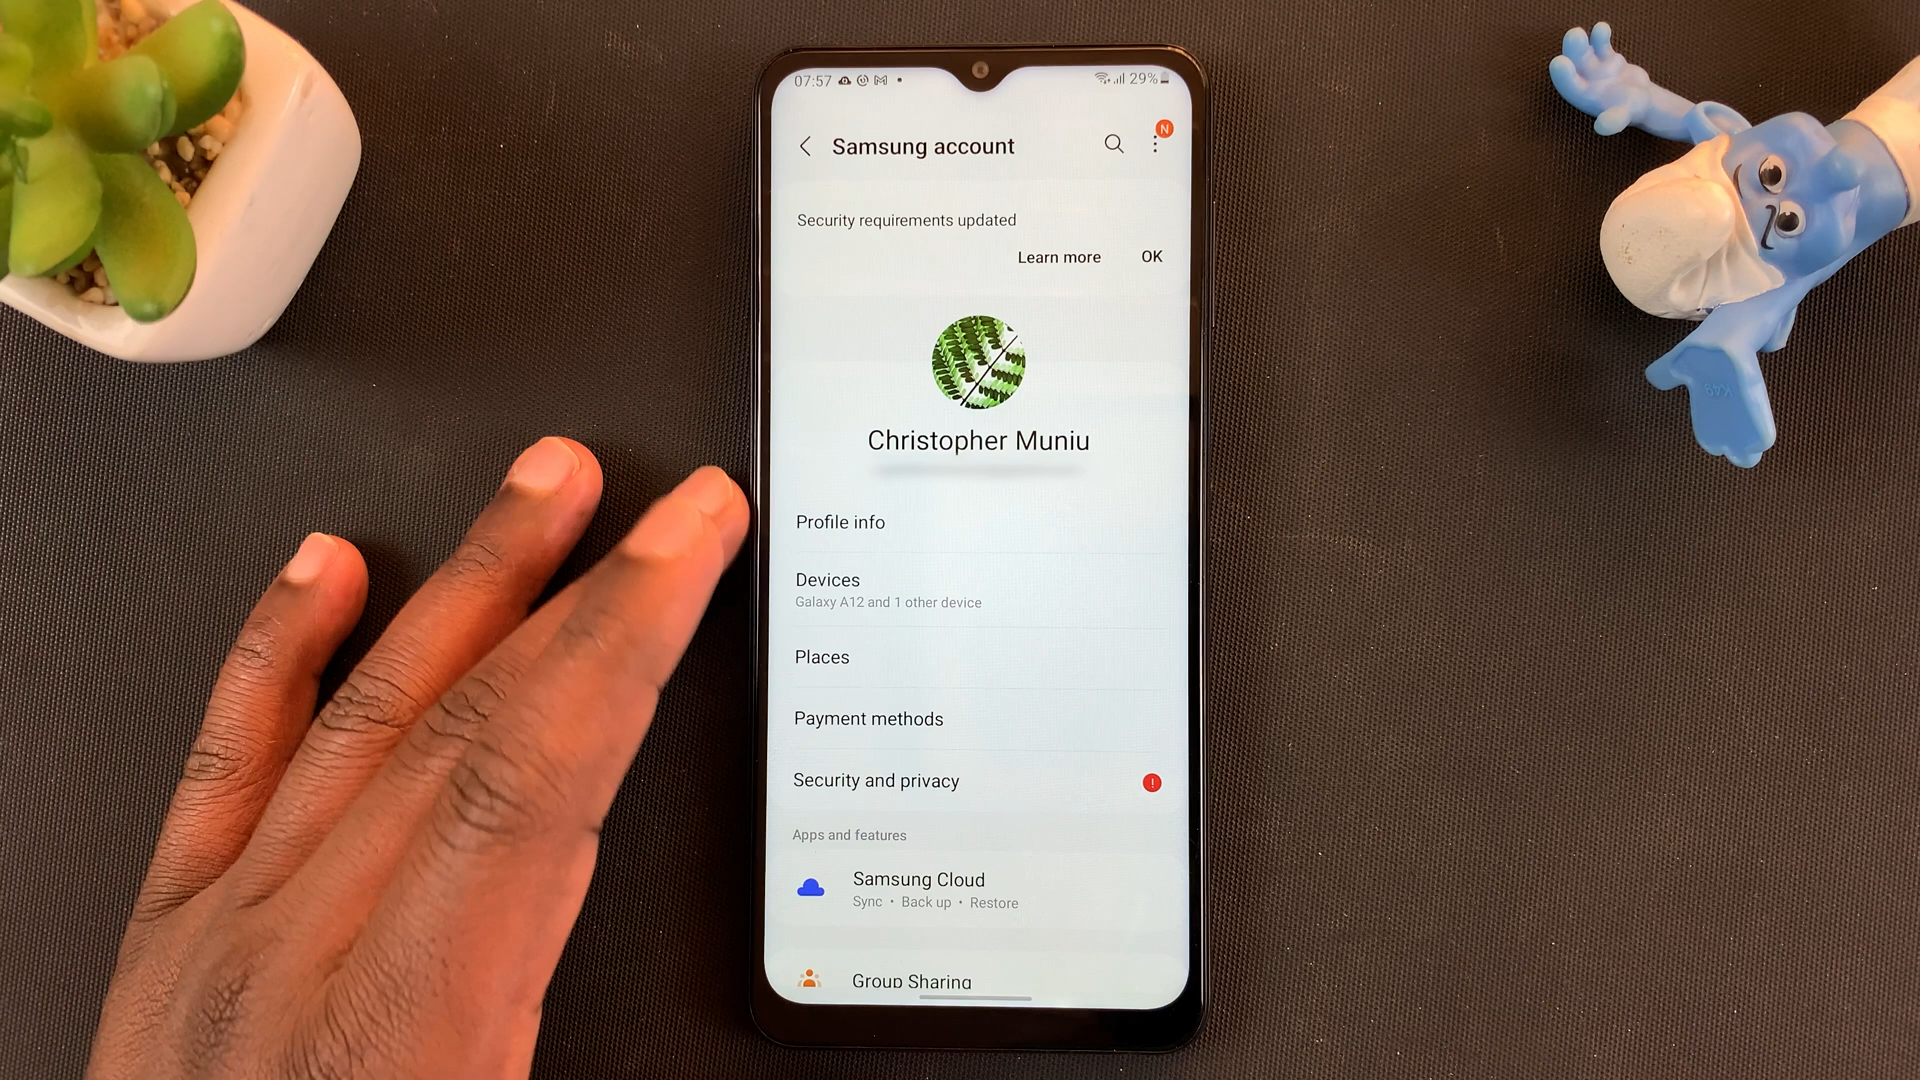 07:57
29%
Samsung account
N
Security requirements updated
Learn more OK
Christopher Muniu
Profile info
Devices
Galaxy A12 and 1 other device
Places
Payment methods
Security and privacy
!
Apps and features
Samsung Cloud
Sync • Back up • Restore
Group Sharing